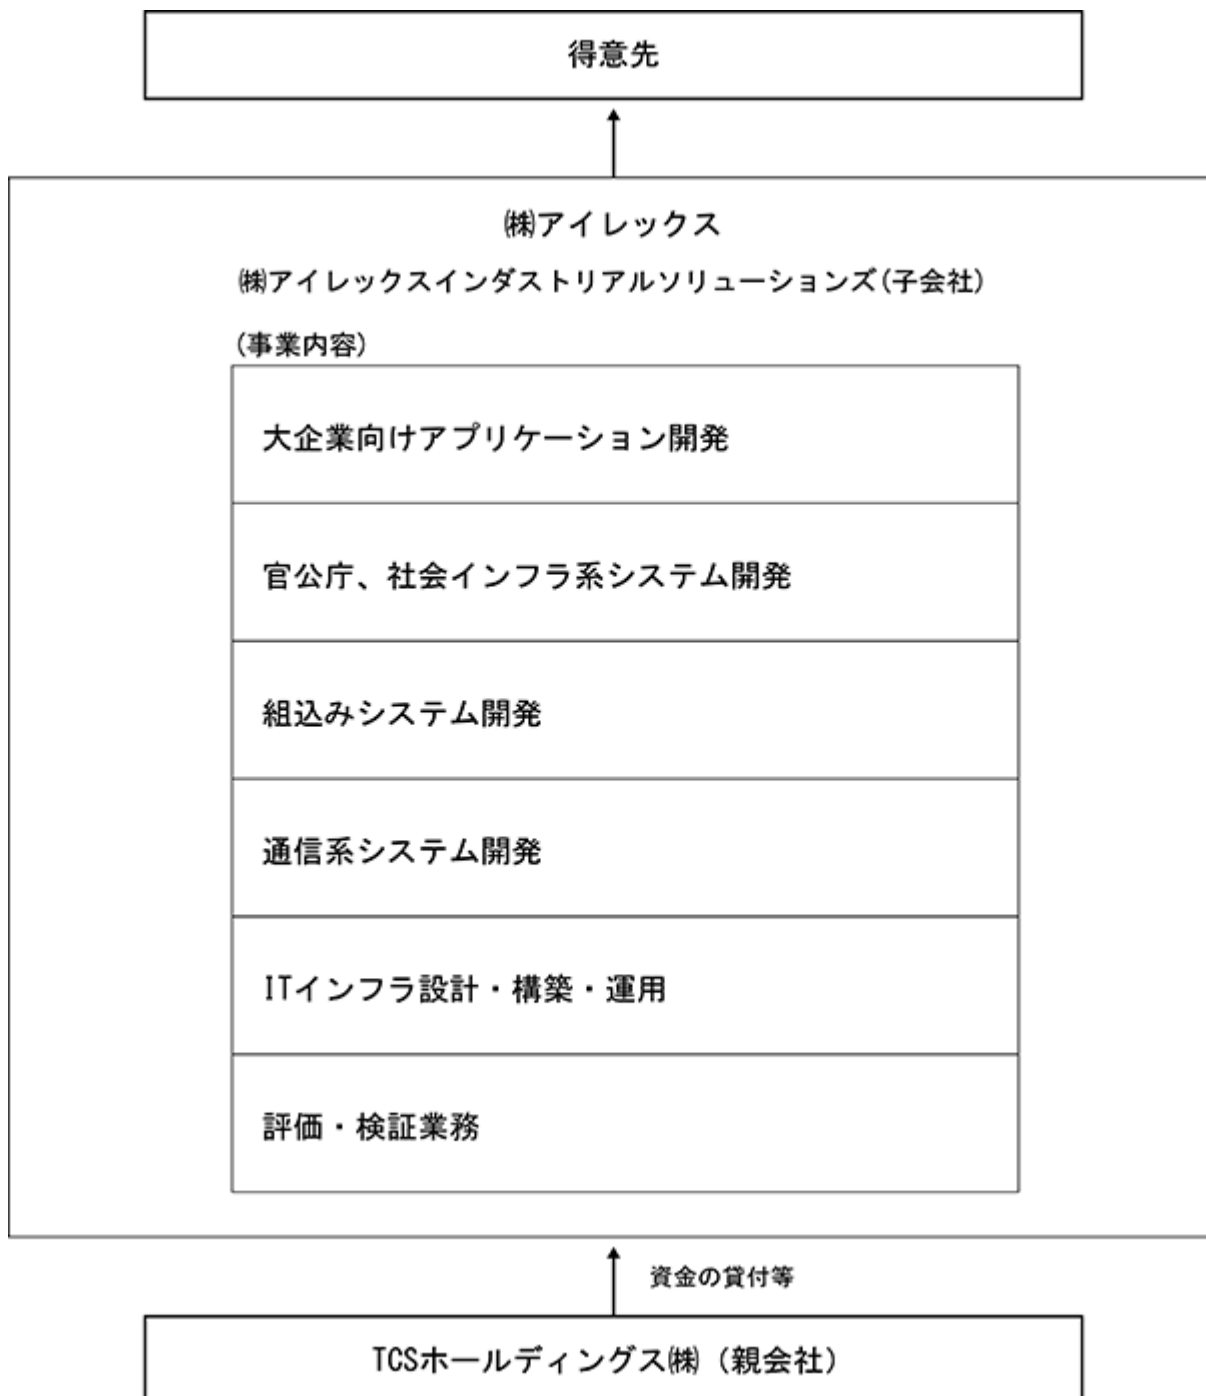 得意先
㈱アイレックス
㈱アイレックスインダストリアルソリューションズ(子会社)
(事業内容)
大企業向けアプリケーション開発
官公庁、社会インフラ系システム開発
組込みシステム開発
通信系システム開発
ITインフラ設計・構築・運用
評価・検証業務
資金の貸付等
TCSホールディングス㈱（親会社）